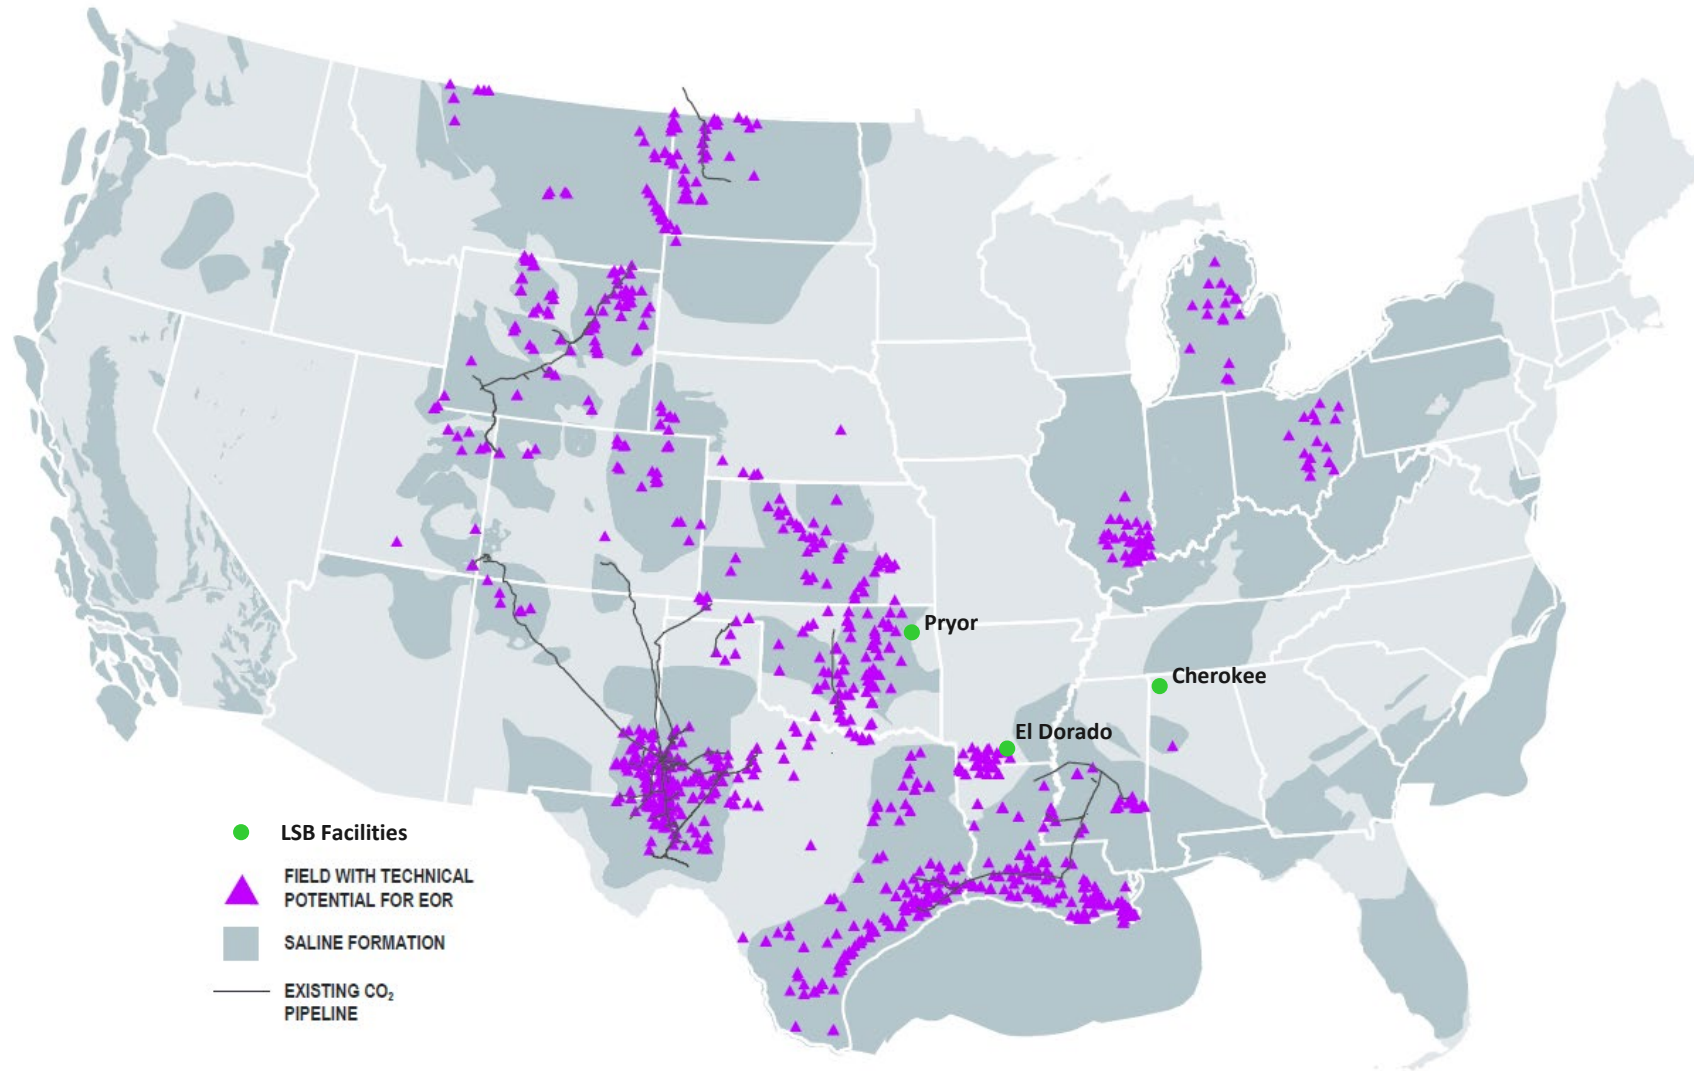 Pryor
Cherokee
El Dorado
LSB Facilities
FIELD WITH TECHNICAL
POTENTIAL FOR EOR
SALINE FORMATION
EXISTING CO₂
PIPELINE